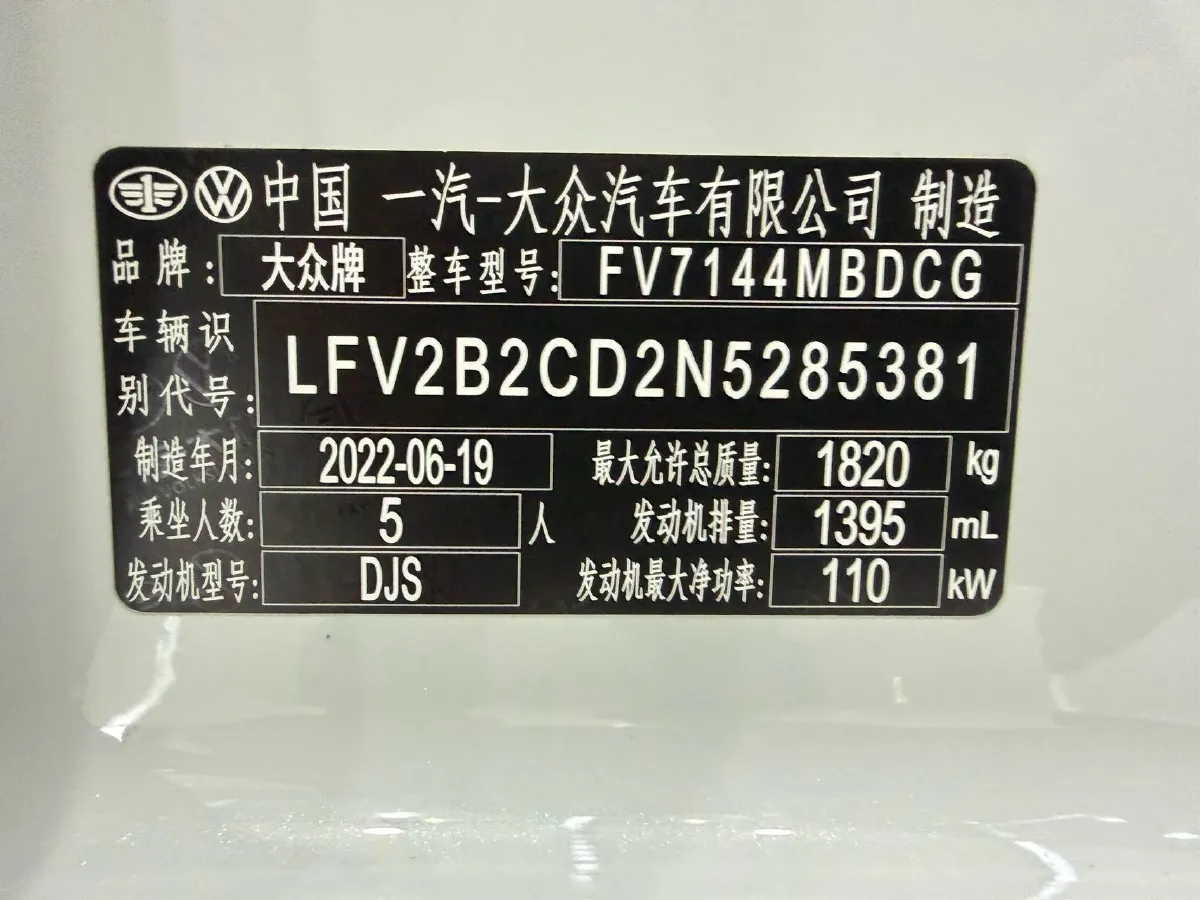 中国 一汽-大众汽车有限公司 制造
品牌: 大众牌 整车型号: FV7144MBDCG
车辆识别代号: LFV2B2CD2N5285381
制造年月: 2022-06-19 最大允许总质量: 1820 kg
乘坐人数: 5 人 发动机排量: 1395 mL
发动机型号: DJS 发动机最大净功率: 110 kW